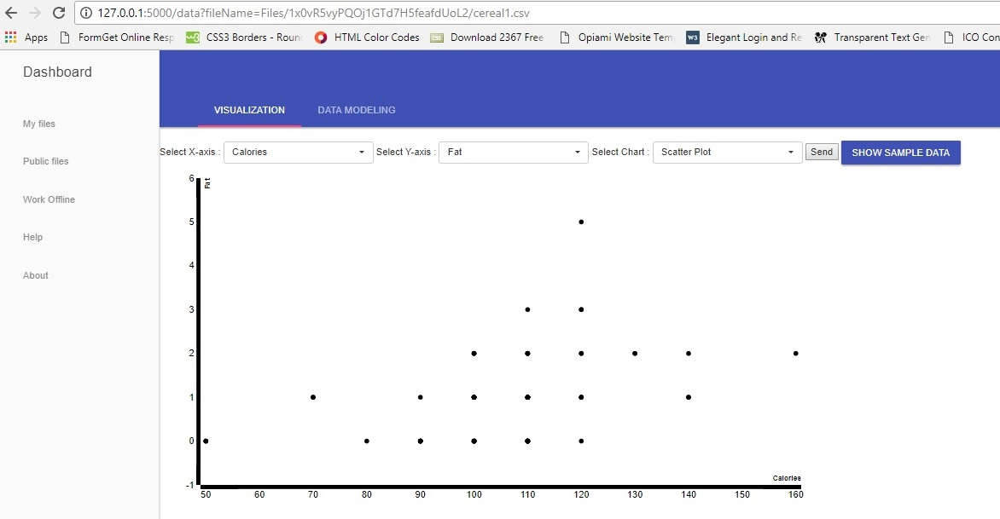 127.0.0.1:5000/data?fileName=Files/1x0vR5vyPQOj1GTd7H5feafdUoL2/cereal1.csv
Apps FormGet Online Resp CSS3 Borders - Roun HTML Color Codes css Download 2367 Free Opiami Website Tem w3 Elegant Login and Re Transparent Text Gen ICO Con
Dashboard
VISUALIZATION DATA MODELING
My files
Public files
Work Offline
Help
About
Select X-axis : Calories Select Y-axis : Fat Select Chart : Scatter Plot Send SHOW SAMPLE DATA
Fat
6
5
4
3
2
1
0
-1
Calories
50 60 70 80 90 100 110 120 130 140 150 160